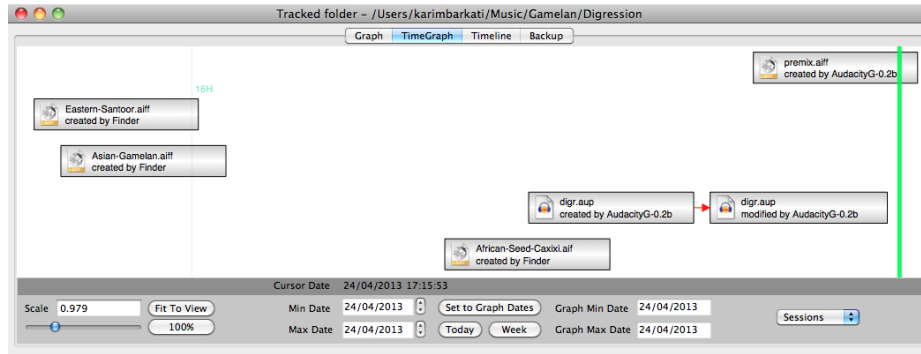 Tracked folder – /Users/karimbarkati/Music/Gamelan/Digression
Graph TimeGraph Timeline Backup
premix.aiff
created by AudacityG-0.2b
16H
Eastern-Santoor.aiff
created by Finder
Asian-Gamelan.aiff
created by Finder
digr.aup
created by AudacityG-0.2b
digr.aup
modified by AudacityG-0.2b
African-Seed-Caxixi.aif
created by Finder
Cursor Date 24/04/2013 17:15:53
Scale 0.979 Fit To View Min Date 24/04/2013 Set to Graph Dates Graph Min Date 24/04/2013
100% Max Date 24/04/2013 Today Week Graph Max Date 24/04/2013
Sessions